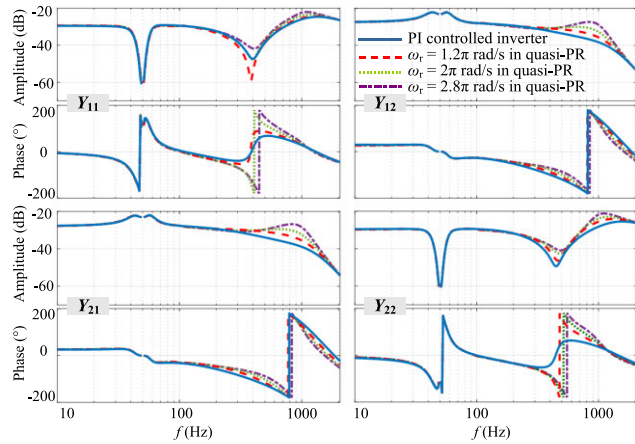 Amplitude (dB)
-20
-40
-60
PI controlled inverter
ωr = 1.2π rad/s in quasi-PR
ωr = 2π rad/s in quasi-PR
ωr = 2.8π rad/s in quasi-PR
Y11
Y12
Phase (°)
200
0
-200
Amplitude (dB)
-20
-40
-60
Y21
Y22
Phase (°)
200
0
-200
10
100
1000
10
100
1000
f (Hz)
f (Hz)